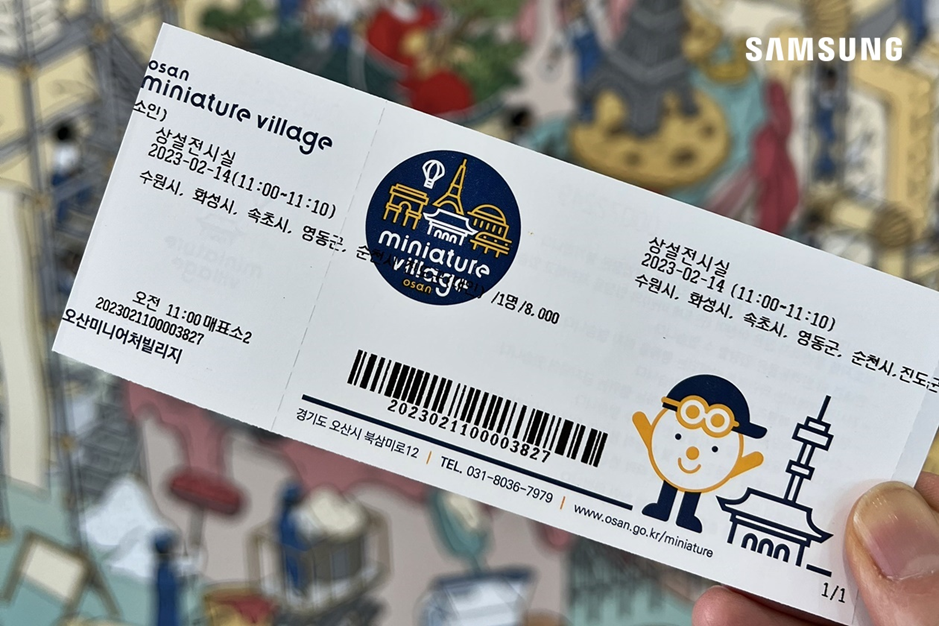 SAMSUNG
osan
miniature village
소인)
상설전시실
2023-02-14(11:00~11:10)
수원시, 화성시, 속초시, 영동군, 순천시,
/1명/8,000
오전 11:00 매표소2
2023021100003827
오산미니어처빌리지
miniature
village
osan
2023021100003827
경기도 오산시 북삼미로12 | TEL. 031-8036-7979 | www.osan.go.kr/miniature
상설전시실
2023-02-14 (11:00~11:10)
수원시, 화성시, 속초시, 영동군, 순천시,진도군
1/1